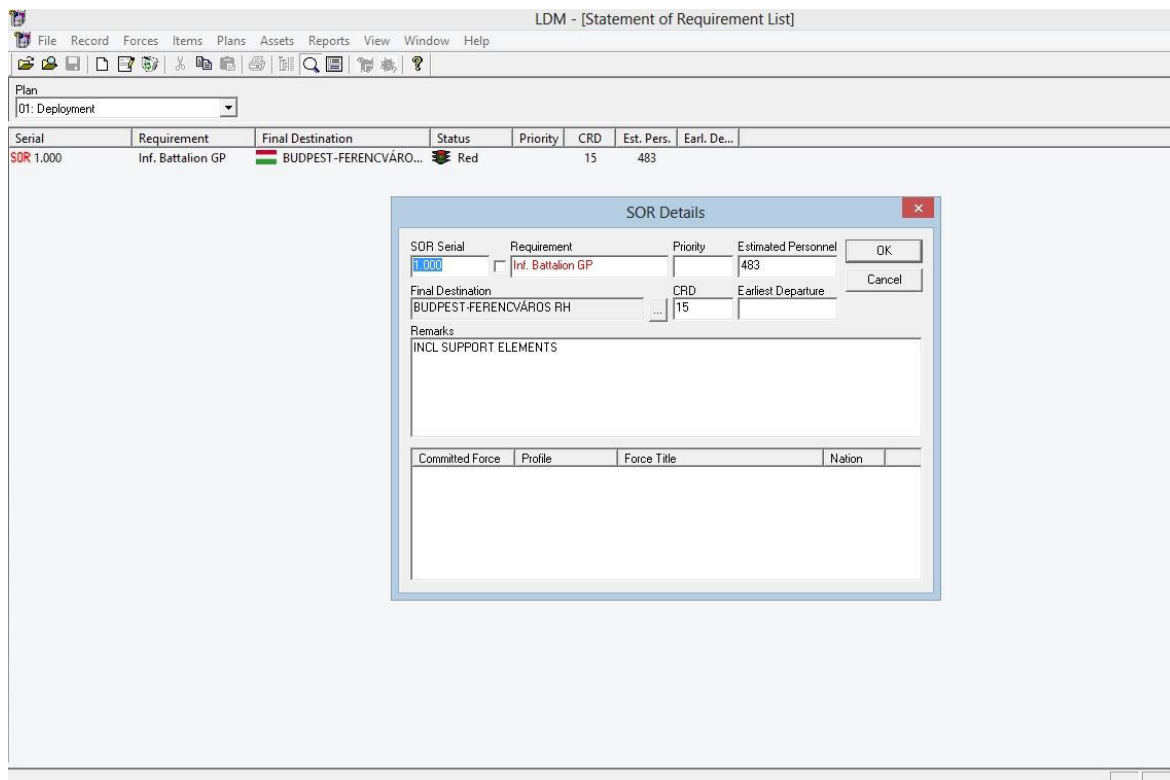 LDM - [Statement of Requirement List]
File Record Forces Items Plans Assets Reports View Window Help
Plan
01: Deployment
Serial Requirement Final Destination Status Priority CRD Est. Pers. Earl. De...
SOR 1.000 Inf. Battalion GP BUDPEST-FERENCVÁRO... Red 15 483
SOR Details
SOR Serial Requirement Priority Estimated Personnel OK
1.000 Inf. Battalion GP 483
Cancel
Final Destination CRD Earliest Departure
BUDPEST-FERENCVÁROS RH ... 15
Remarks
INCL SUPPORT ELEMENTS
Committed Force Profile Force Title Nation